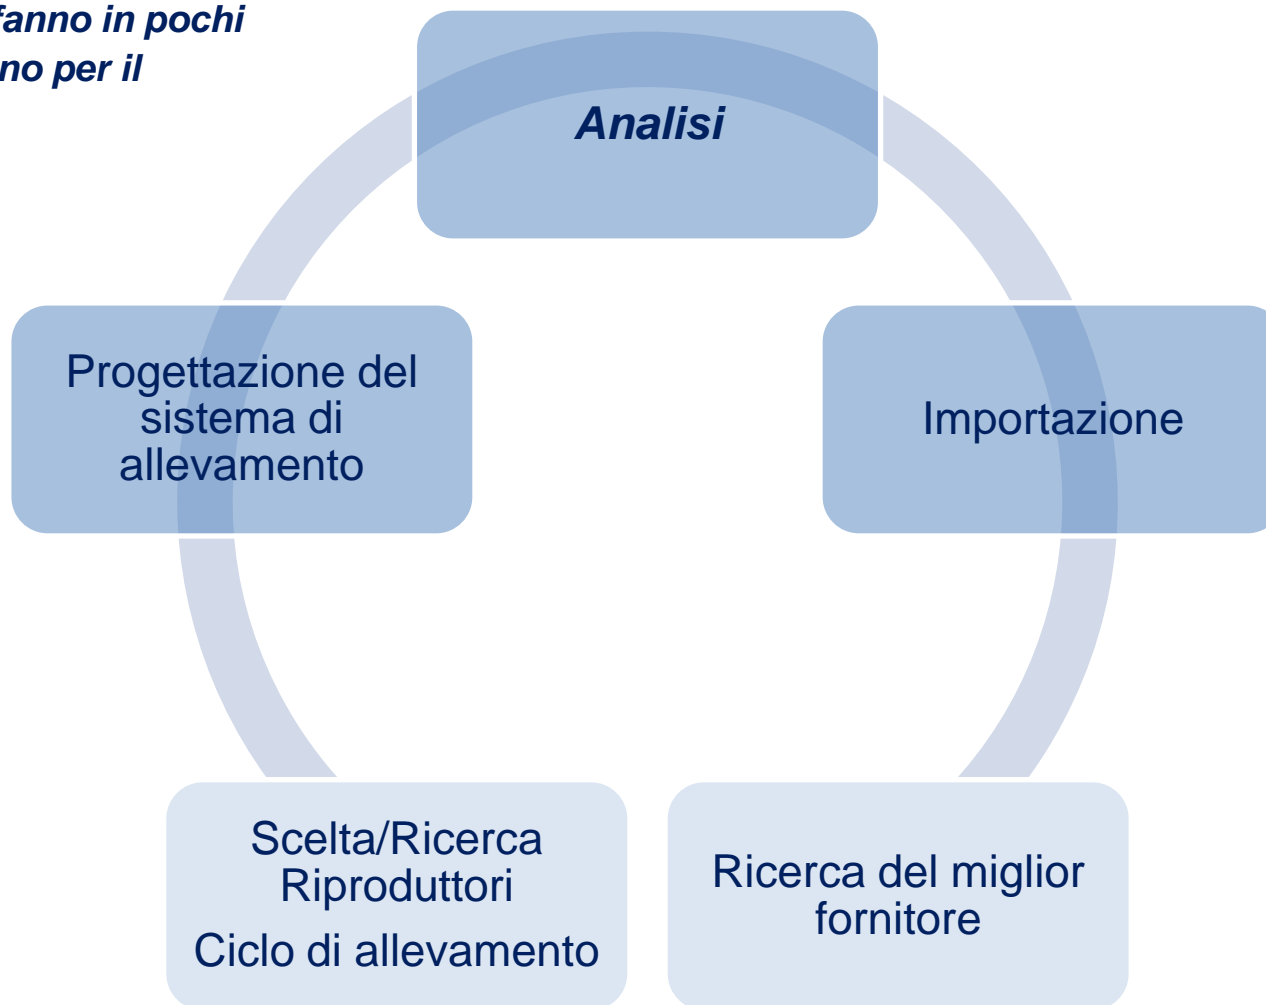 fanno in pochi
no per il
Analisi
Progettazione del
sistema di
allevamento
Importazione
Scelta/Ricerca
Riproduttori
Ciclo di allevamento
Ricerca del miglior
fornitore